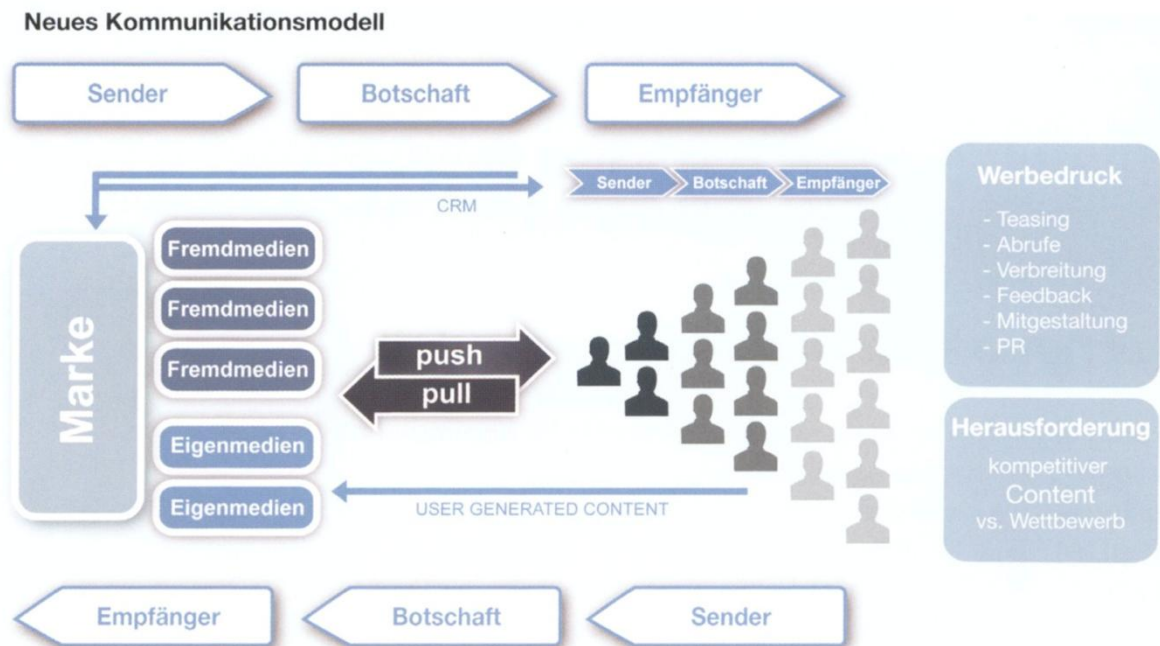 Neues Kommunikationsmodell
Sender
Botschaft
Empfänger
Sender
Botschaft
Empfänger
CRM
Marke
Fremdmedien
Fremdmedien
Fremdmedien
Eigenmedien
Eigenmedien
push
pull
USER GENERATED CONTENT
Werbedruck
- Teasing
- Abrufe
- Verbreitung
- Feedback
- Mitgestaltung
- PR
Herausforderung
kompetitiver
Content
vs. Wettbewerb
Empfänger
Botschaft
Sender